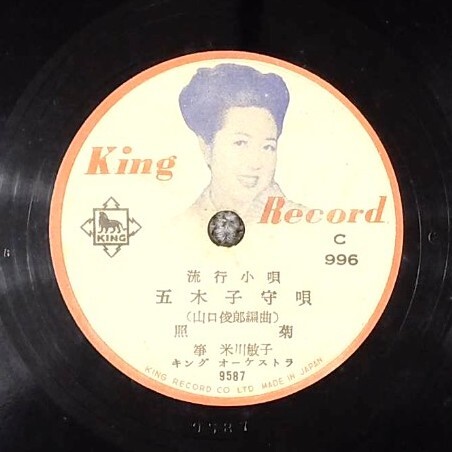 King
Record
KING
C
996
流行小唄
五木子守唄
(山口俊郎編曲)
照菊
箏 米川敏子
キング オーケストラ
9587
KING RECORD CO LTD MADE IN JAPAN
9587